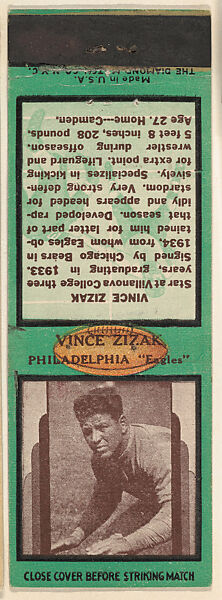 VINCE ZIZAK
Star at Villanova College three
years, graduating in 1933.
Signed by Chicago Bears in
1934, from whom Eagles ob-
tained him for latter part of
that season. Developed rap-
idly and appears headed for
stardom. Very strong defen-
sively. Specializes in kicking
for extra point. Lifeguard and
wrestler during offseason.
5 feet 8 inches, 208 pounds,
Age 27. Home—Camden.
Made in U.S.A.
THE DIAMOND MATCH CO. N.Y.C.
VINCE ZIZAK
PHILADELPHIA "Eagles"
CLOSE COVER BEFORE STRIKING MATCH